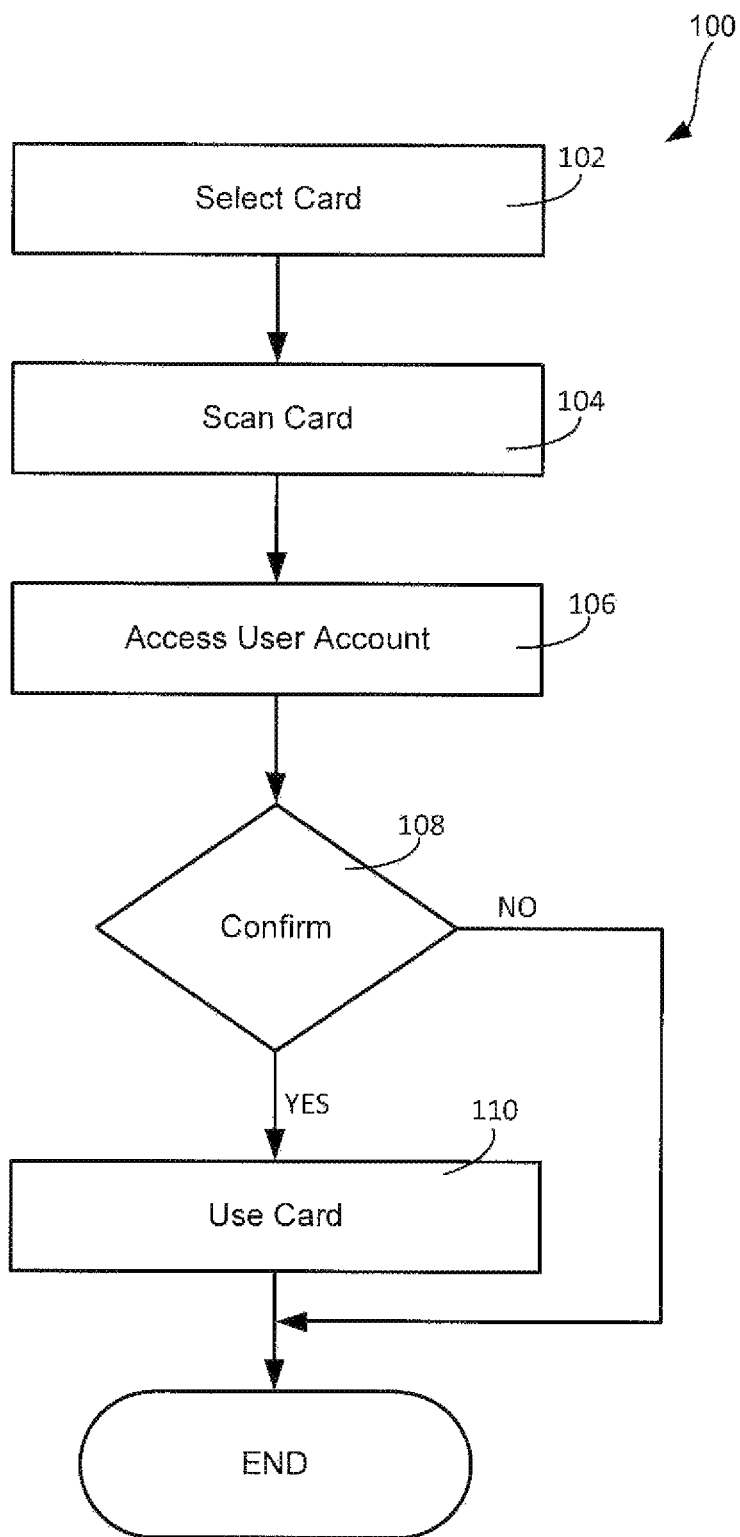 100
Select Card
102
Scan Card
104
Access User Account
106
108
Confirm
NO
YES
110
Use Card
END